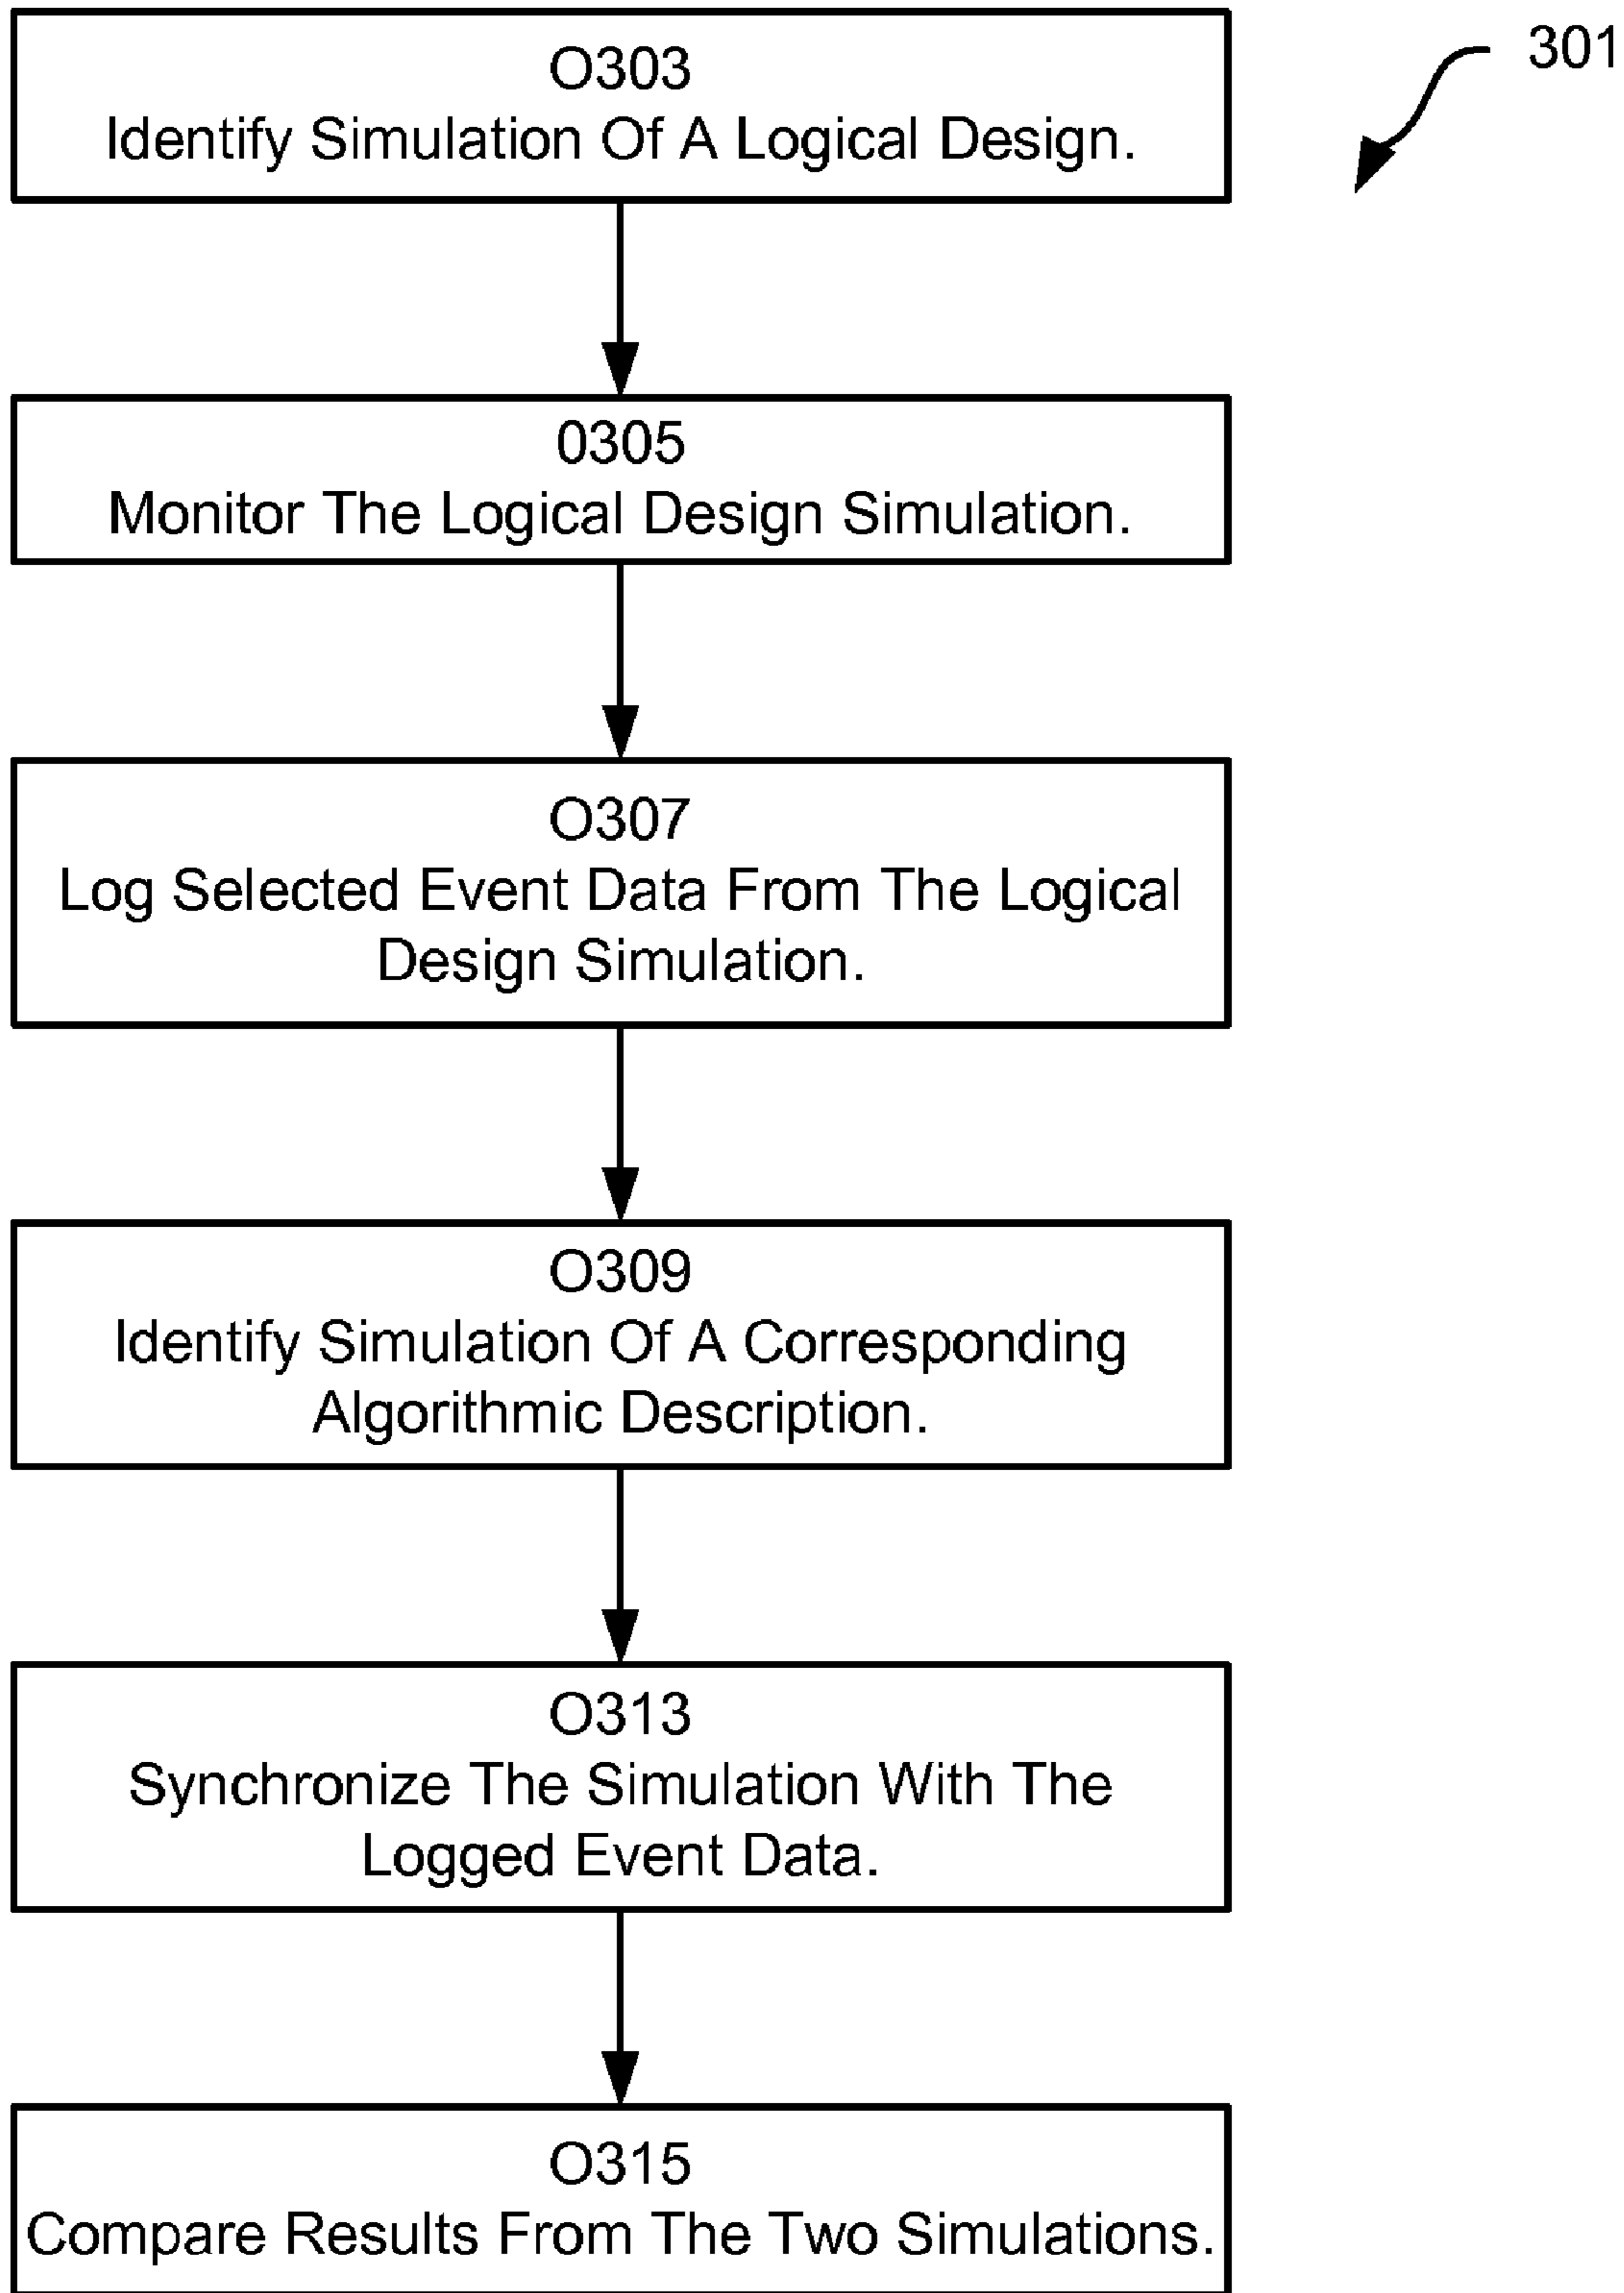 301
O303
Identify Simulation Of A Logical Design.
0305
Monitor The Logical Design Simulation.
O307
Log Selected Event Data From The Logical
Design Simulation.
O309
Identify Simulation Of A Corresponding
Algorithmic Description.
O313
Synchronize The Simulation With The
Logged Event Data.
O315
Compare Results From The Two Simulations.